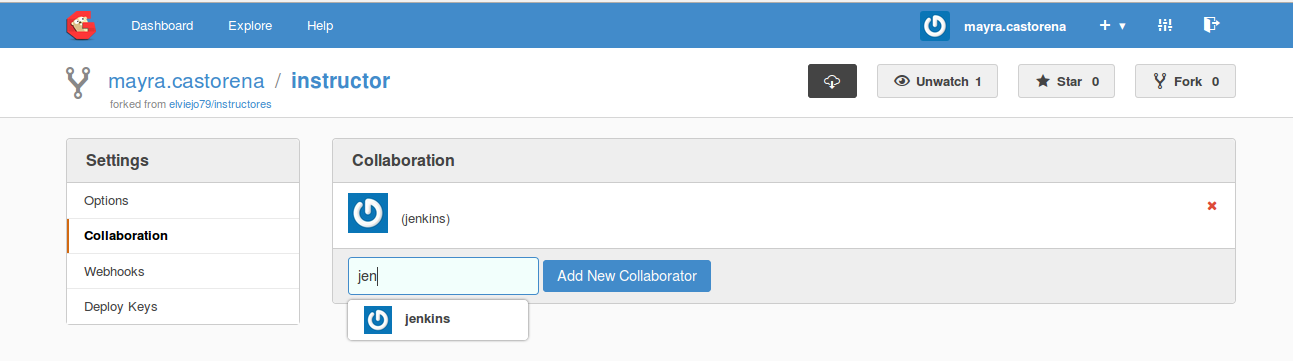 Dashboard Explore Help mayra.castorena
mayra.castorena / instructor Unwatch 1 Star 0 Fork 0
forked from elviejo79/instructores
Settings
Options
Collaboration
Webhooks
Deploy Keys
Collaboration
(jenkins)
jen Add New Collaborator
jenkins